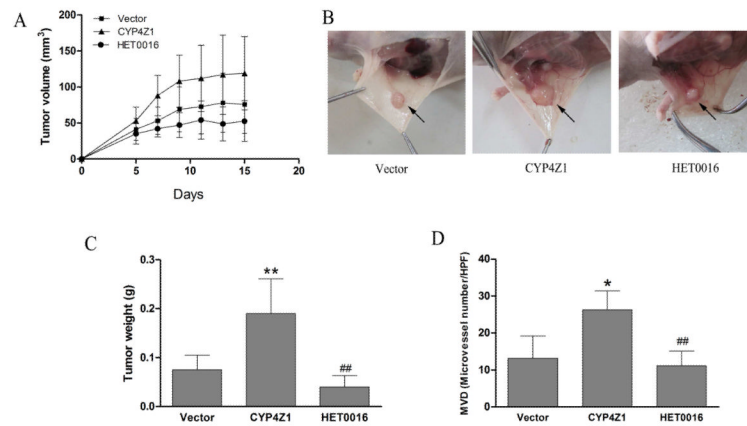 A
Tumor volume (mm³)
200
150
100
50
0
Vector
CYP4Z1
HET0016
0 5 10 15 20
Days
B
Vector CYP4Z1 HET0016
C
Tumor weight (g)
0.3
0.2
0.1
0.0
**
##
Vector CYP4Z1 HET0016
D
MVD (Microvessel number/HPF)
40
30
20
10
0
*
##
Vector CYP4Z1 HET0016